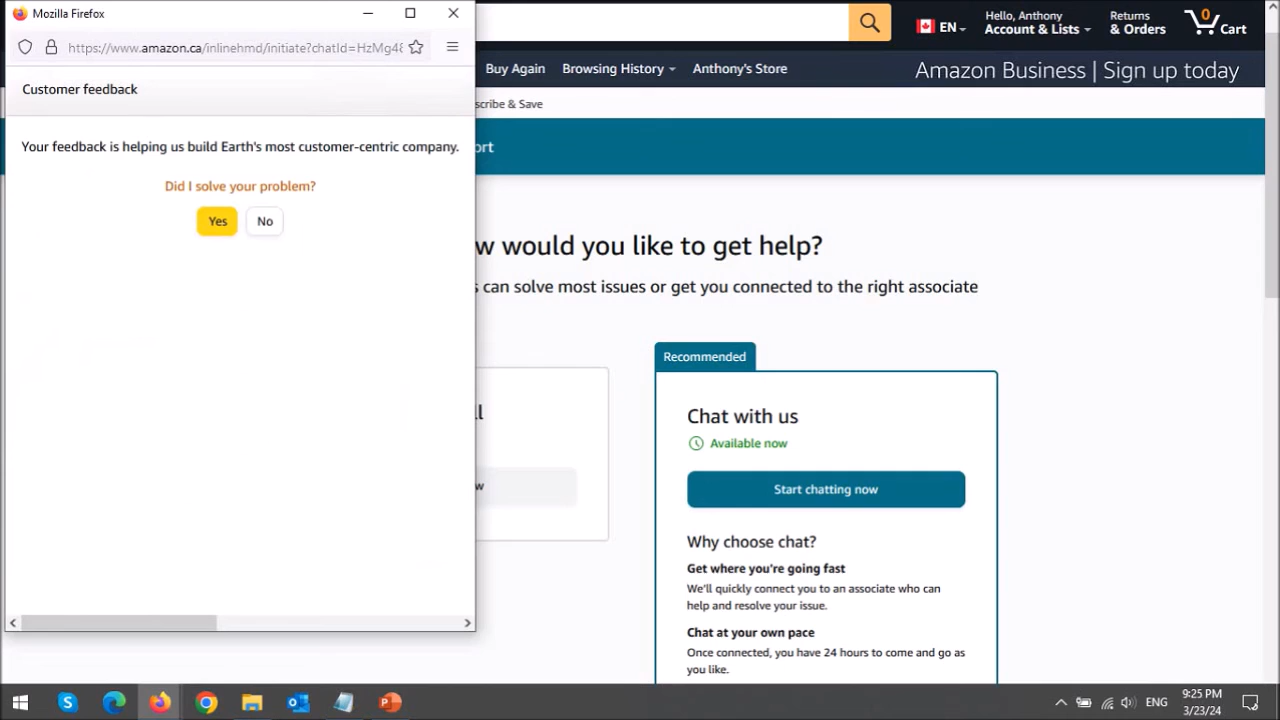 Mozilla Firefox
https://www.amazon.ca/inlinehmd/initiate?chatId=HzMg48
Customer feedback
Your feedback is helping us build Earth's most customer-centric company.
Did I solve your problem?
Yes
No
EN
Hello, Anthony
Account & Lists
Returns
& Orders
0
Cart
Buy Again
Browsing History
Anthony's Store
Amazon Business | Sign up today
scribe & Save
ort
w would you like to get help?
s can solve most issues or get you connected to the right associate
ll
w
Recommended
Chat with us
Available now
Start chatting now
Why choose chat?
Get where you're going fast
We'll quickly connect you to an associate who can
help and resolve your issue.
Chat at your own pace
Once connected, you have 24 hours to come and go as
you like.
ENG
9:25 PM
3/23/24